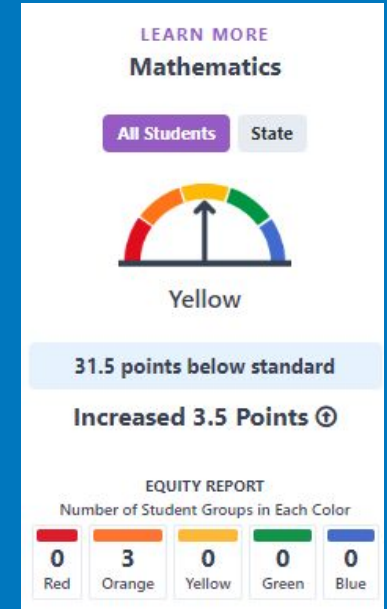 LEARN MORE
Mathematics
All Students State
Yellow
31.5 points below standard
Increased 3.5 Points
EQUITY REPORT
Number of Student Groups in Each Color
0 3 0 0 0
Red Orange Yellow Green Blue